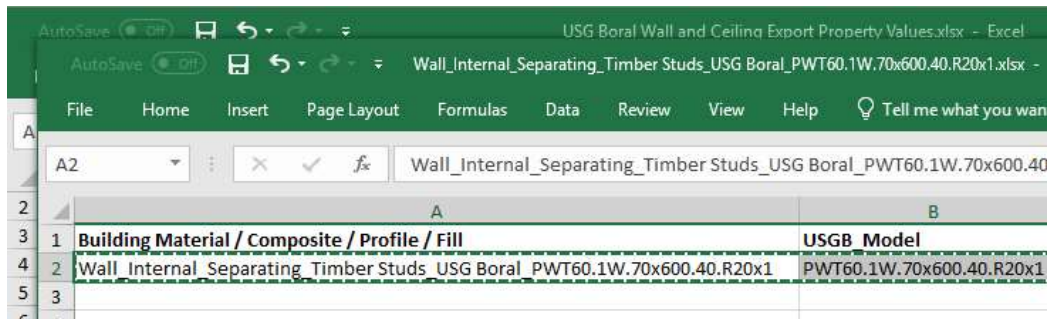 AutoSave Off USG Boral Wall and Ceiling Export Property Values.xlsx - Excel
AutoSave Off Wall_Internal_Separating_Timber Studs_USG Boral_PWT60.1W.70x600.40.R20x1.xlsx -
File Home Insert Page Layout Formulas Data Review View Help Tell me what you wan
A
A2 fx Wall_Internal_Separating_Timber Studs_USG Boral_PWT60.1W.70x600.40
A B
2
3 1 Building Material / Composite / Profile / Fill USGB_Model
4 2 Wall_Internal_Separating_Timber Studs_USG Boral_PWT60.1W.70x600.40.R20x1 PWT60.1W.70x600.40.R20x1
5 3